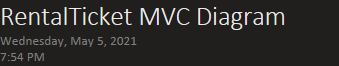 RentalTicket MVC Diagram
Wednesday, May 5, 2021
7:54 PM